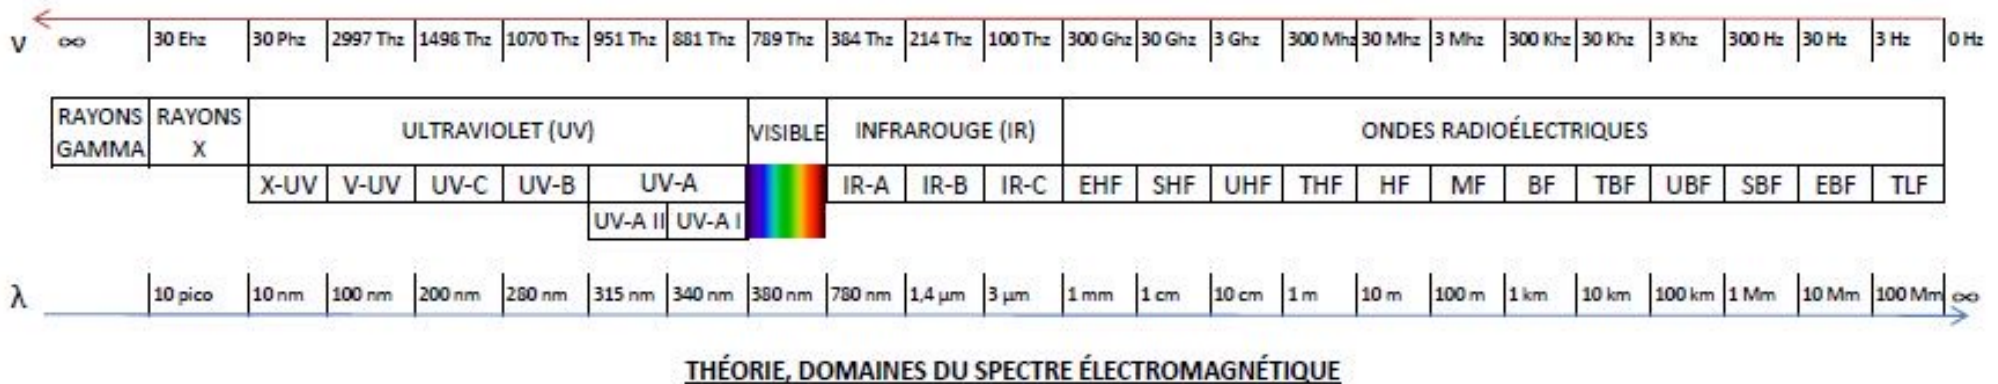 ν ∞ 30 Ehz 30 Phz 2997 Thz 1498 Thz 1070 Thz 951 Thz 881 Thz 789 Thz 384 Thz 214 Thz 100 Thz 300 Ghz 30 Ghz 3 Ghz 300 Mhz 30 Mhz 3 Mhz 300 Khz 30 Khz 3 Khz 300 Hz 30 Hz 3 Hz 0 Hz
RAYONS GAMMA RAYONS X ULTRAVIOLET (UV) VISIBLE INFRAROUGE (IR) ONDES RADIOÉLECTRIQUES
X-UV V-UV UV-C UV-B UV-A IR-A IR-B IR-C EHF SHF UHF THF HF MF BF TBF UBF SBF EBF TLF
UV-A II UV-A I
λ 10 pico 10 nm 100 nm 200 nm 280 nm 315 nm 340 nm 380 nm 780 nm 1,4 µm 3 µm 1 mm 1 cm 10 cm 1 m 10 m 100 m 1 km 10 km 100 km 1 Mm 10 Mm 100 Mm ∞
THÉORIE, DOMAINES DU SPECTRE ÉLECTROMAGNÉTIQUE